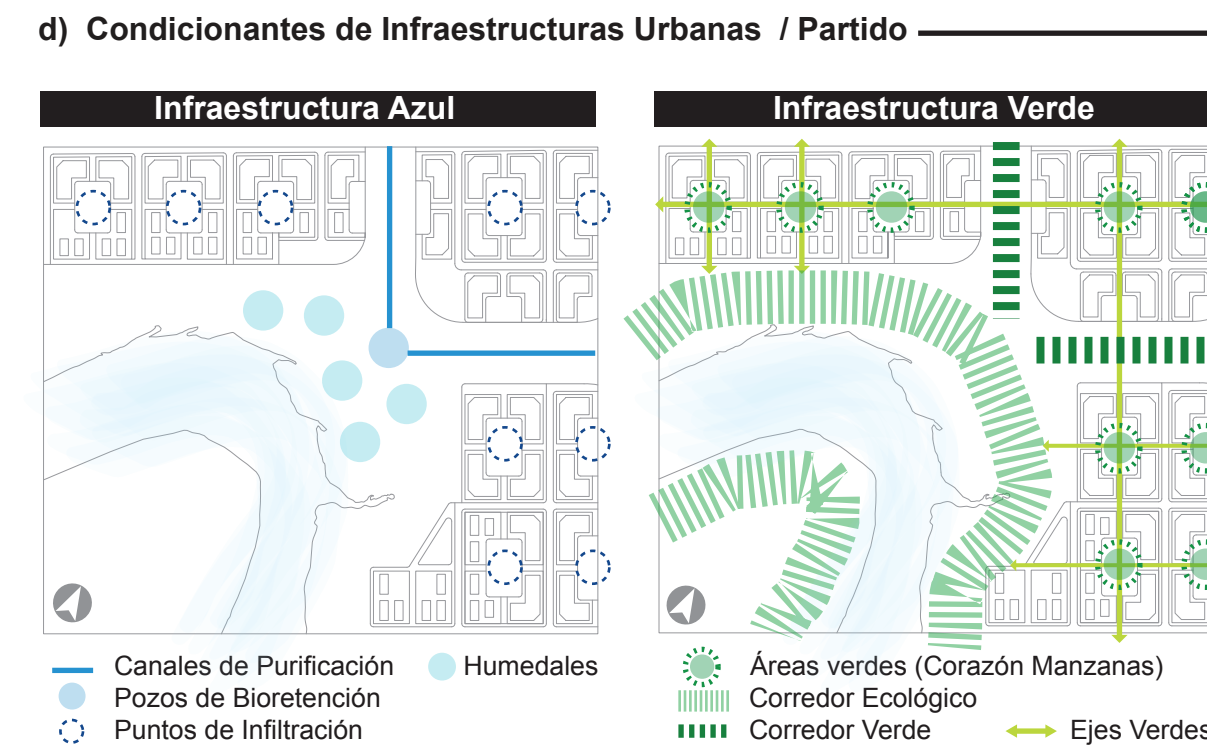 d) Condicionantes de Infraestructuras Urbanas / Partido
Infraestructura Azul
Canales de Purificación
Humedales
Pozos de Bioretención
Puntos de Infiltración
Infraestructura Verde
Áreas verdes (Corazón Manzanas)
Corredor Ecológico
Corredor Verde
Ejes Verdes